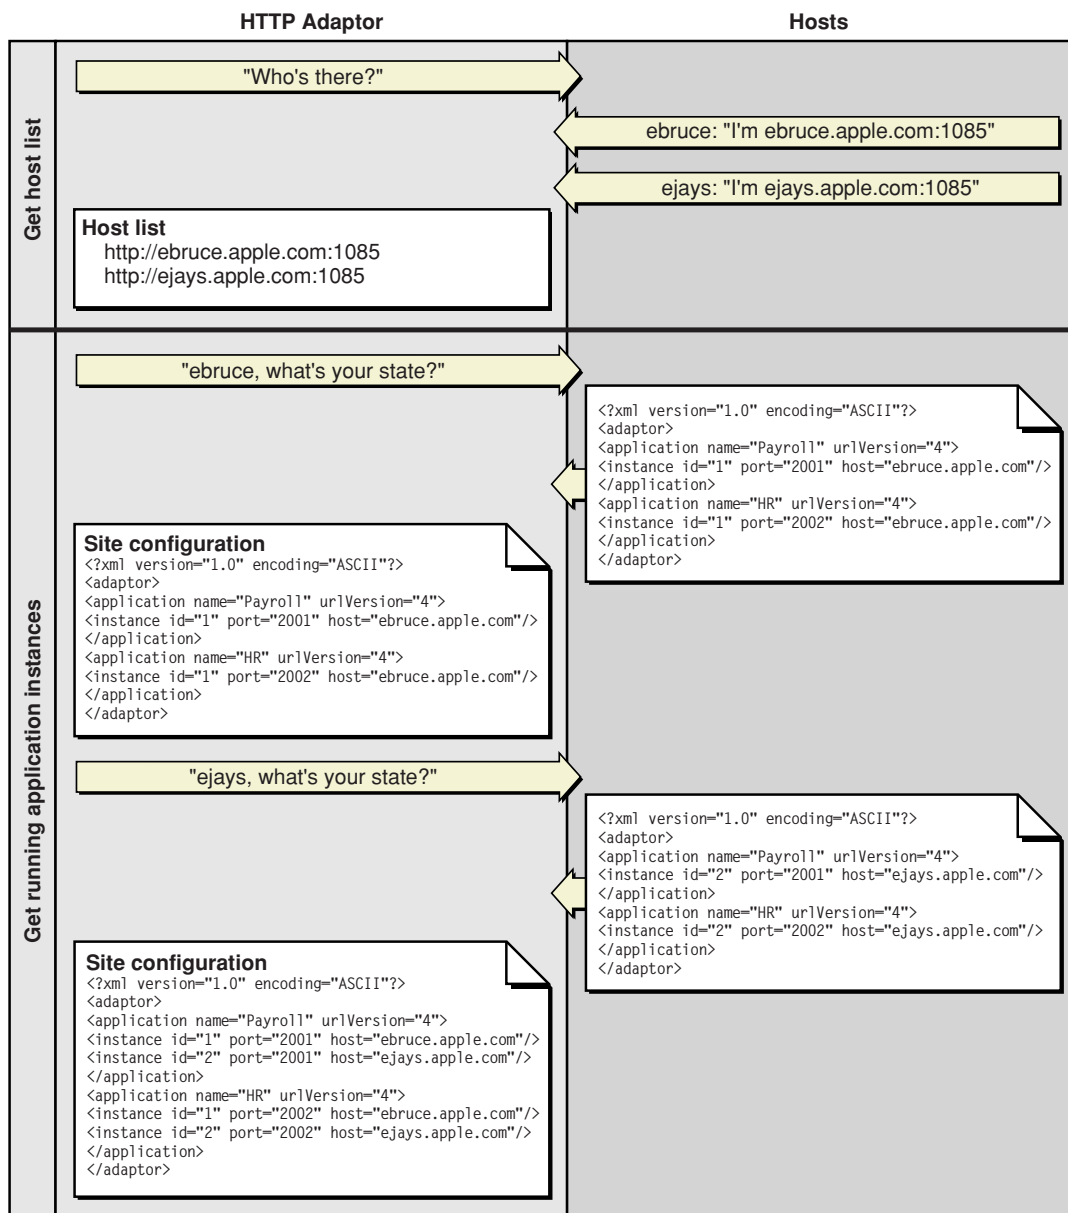 HTTP Adaptor
Hosts
Get host list
"Who's there?"
ebruce: "I'm ebruce.apple.com:1085"
ejays: "I'm ejays.apple.com:1085"
Host list
http://ebruce.apple.com:1085
http://ejays.apple.com:1085
Get running application instances
"ebruce, what's your state?"
<?xml version="1.0" encoding="ASCII"?>
<adaptor>
<application name="Payroll" urlVersion="4">
<instance id="1" port="2001" host="ebruce.apple.com"/>
</application>
<application name="HR" urlVersion="4">
<instance id="1" port="2002" host="ebruce.apple.com"/>
</application>
</adaptor>
Site configuration
<?xml version="1.0" encoding="ASCII"?>
<adaptor>
<application name="Payroll" urlVersion="4">
<instance id="1" port="2001" host="ebruce.apple.com"/>
</application>
<application name="HR" urlVersion="4">
<instance id="1" port="2002" host="ebruce.apple.com"/>
</application>
</adaptor>
"ejays, what's your state?"
<?xml version="1.0" encoding="ASCII"?>
<adaptor>
<application name="Payroll" urlVersion="4">
<instance id="2" port="2001" host="ejays.apple.com"/>
</application>
<application name="HR" urlVersion="4">
<instance id="2" port="2002" host="ejays.apple.com"/>
</application>
</adaptor>
Site configuration
<?xml version="1.0" encoding="ASCII"?>
<adaptor>
<application name="Payroll" urlVersion="4">
<instance id="1" port="2001" host="ebruce.apple.com"/>
<instance id="2" port="2001" host="ejays.apple.com"/>
</application>
<application name="HR" urlVersion="4">
<instance id="1" port="2002" host="ebruce.apple.com"/>
<instance id="2" port="2002" host="ejays.apple.com"/>
</application>
</adaptor>